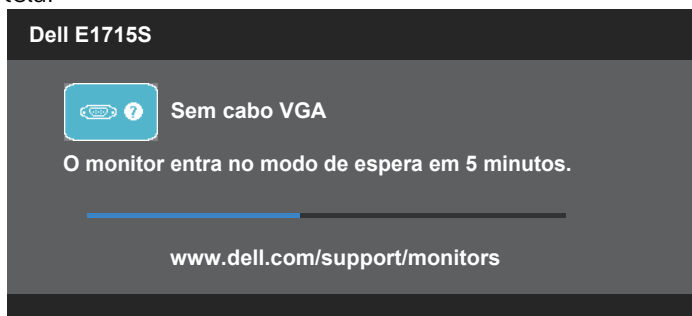 Dell E1715S
Sem cabo VGA
O monitor entra no modo de espera em 5 minutos.
www.dell.com/support/monitors